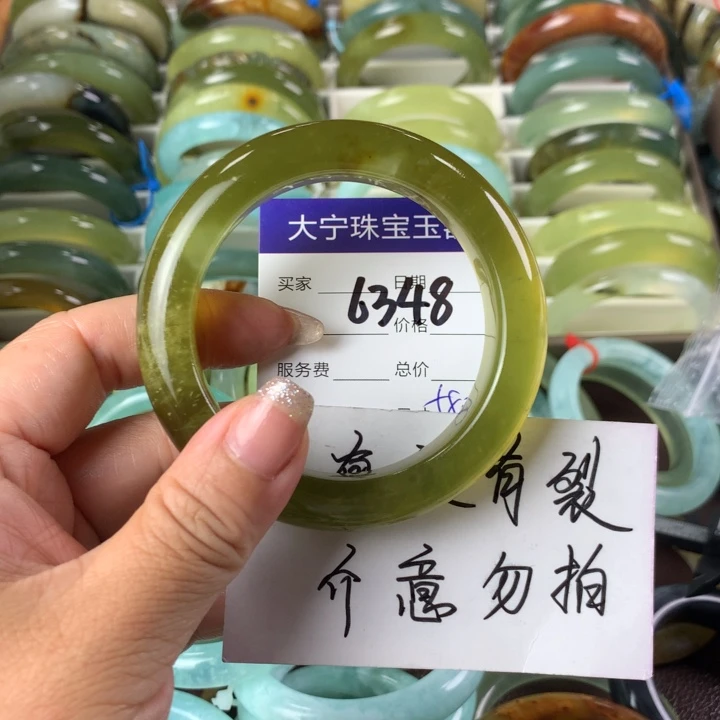 大宁珠宝玉
买家 日期
6348
价格
服务费 总价
有裂
介意勿拍